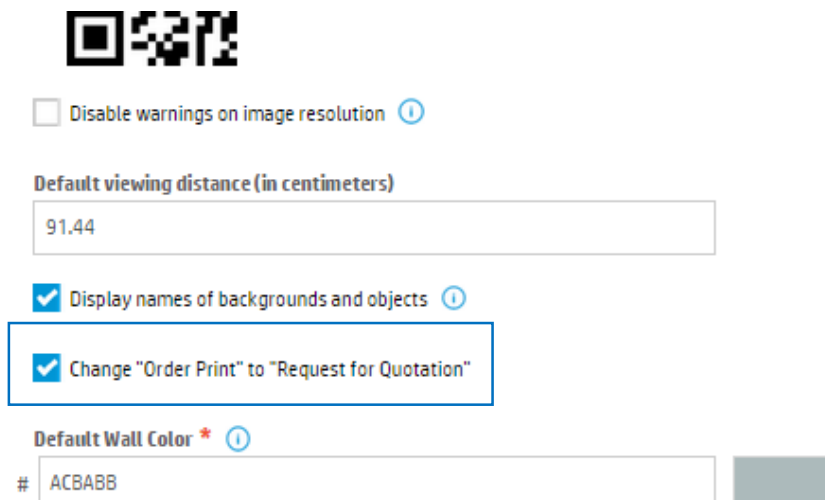 Disable warnings on image resolution
Default viewing distance (in centimeters)
91.44
Display names of backgrounds and objects
Change "Order Print" to "Request for Quotation"
Default Wall Color *
# ACBABB